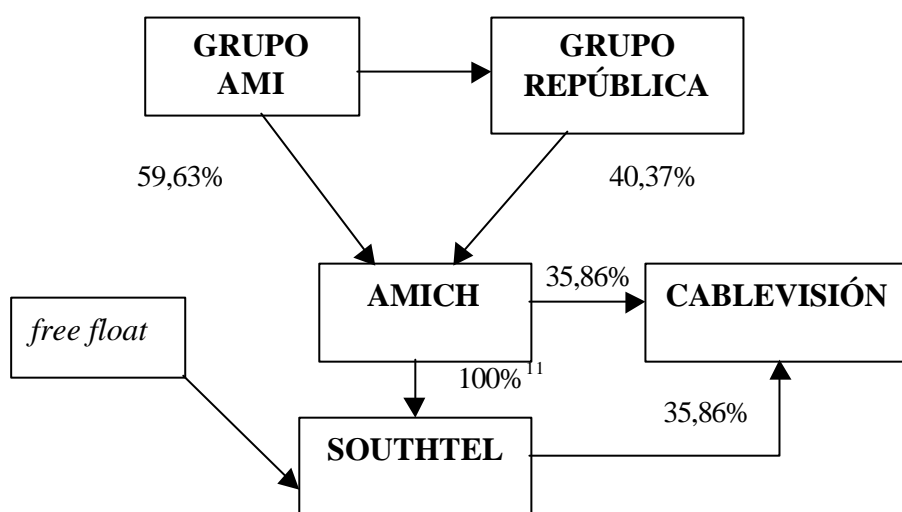 GRUPO
AMI
GRUPO
REPÚBLICA
59,63%
40,37%
AMICH
35,86%
CABLEVISIÓN
free float
100% 11
35,86%
SOUTHTEL